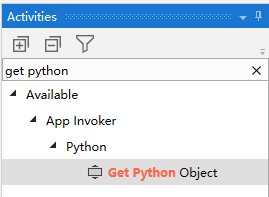 Activities
get python
Available
App Invoker
Python
Get Python Object